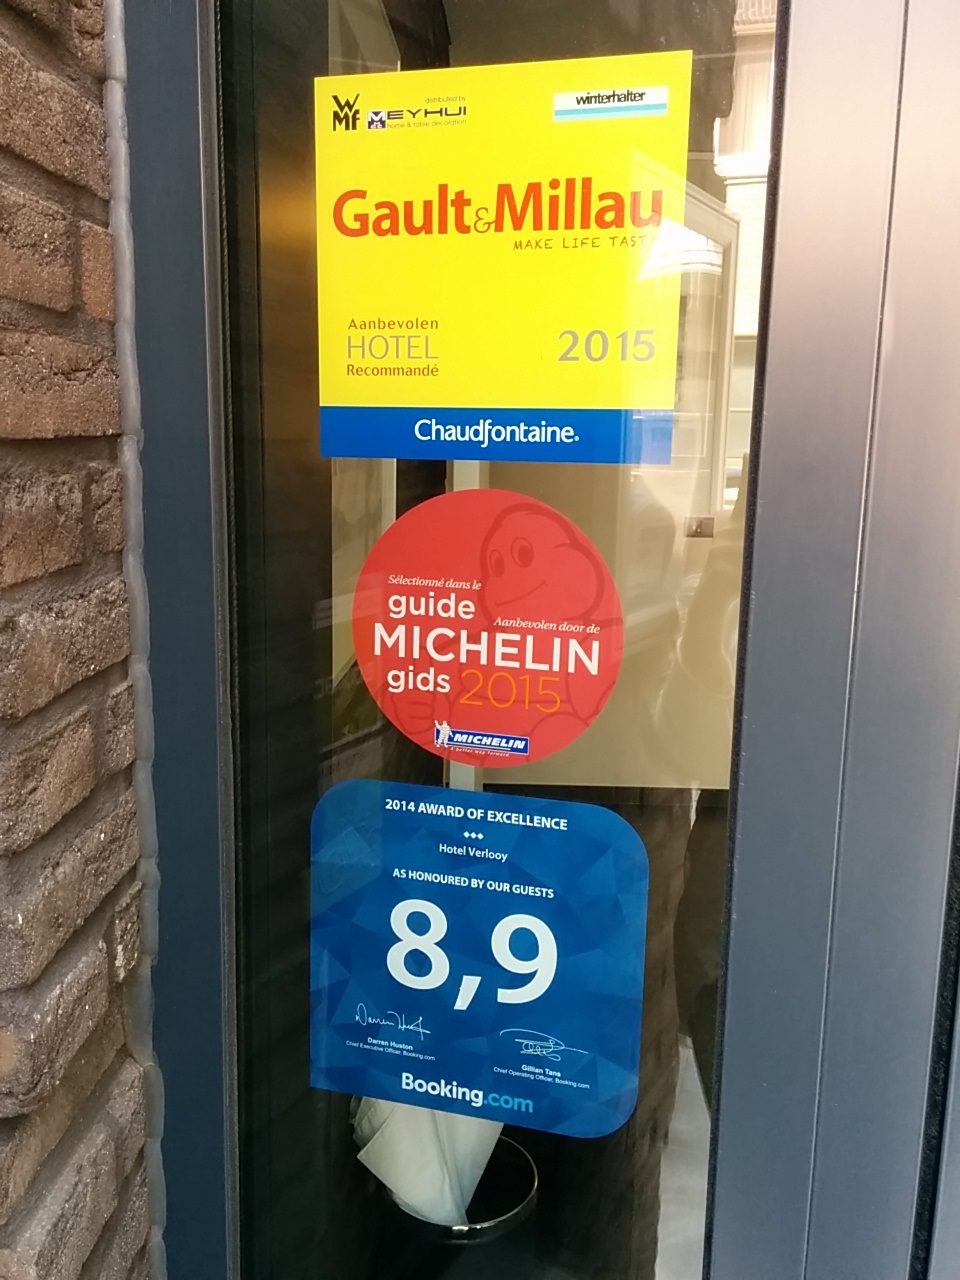 WMF
distributed by
MEYHUI
home & table decoration
winterhalter
Gault&Millau
MAKE LIFE TAST
Aanbevolen
HOTEL
Recommandé
2015
Chaudfontaine.
Sélectionné dans le
guide
Aanbevolen door de
MICHELIN
gids 2015
MICHELIN
a better way forward
2014 AWARD OF EXCELLENCE
Hotel Verlooy
AS HONOURED BY OUR GUESTS
8,9
Darren Huston
Chief Executive Officer, Booking.com
Gillian Tans
Chief Operating Officer, Booking.com
Booking.com